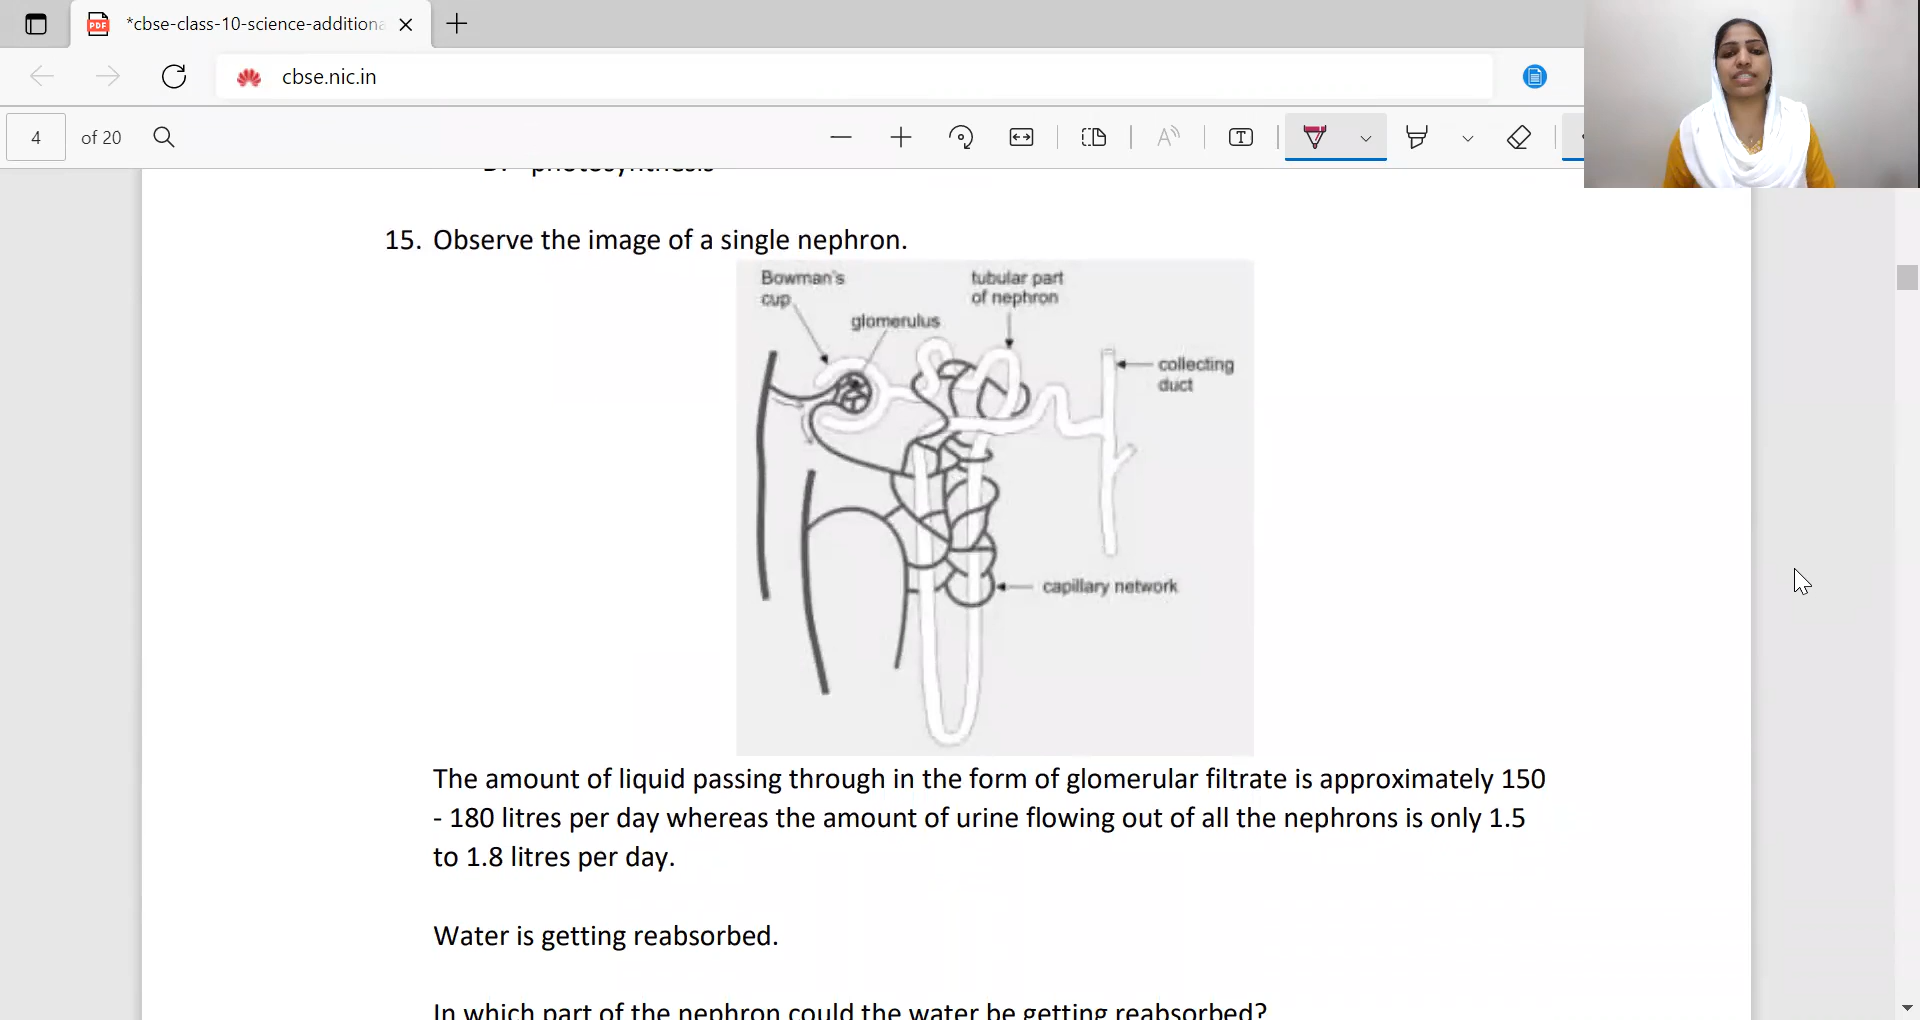 *cbse-class-10-science-additiona
cbse.nic.in
4 of 20
photosynthesis
15. Observe the image of a single nephron.
Bowman's
cup
tubular part
of nephron
glomerulus
collecting
duct
capillary network
The amount of liquid passing through in the form of glomerular filtrate is approximately 150
- 180 litres per day whereas the amount of urine flowing out of all the nephrons is only 1.5
to 1.8 litres per day.
Water is getting reabsorbed.
In which part of the nephron could the water be getting reabsorbed?